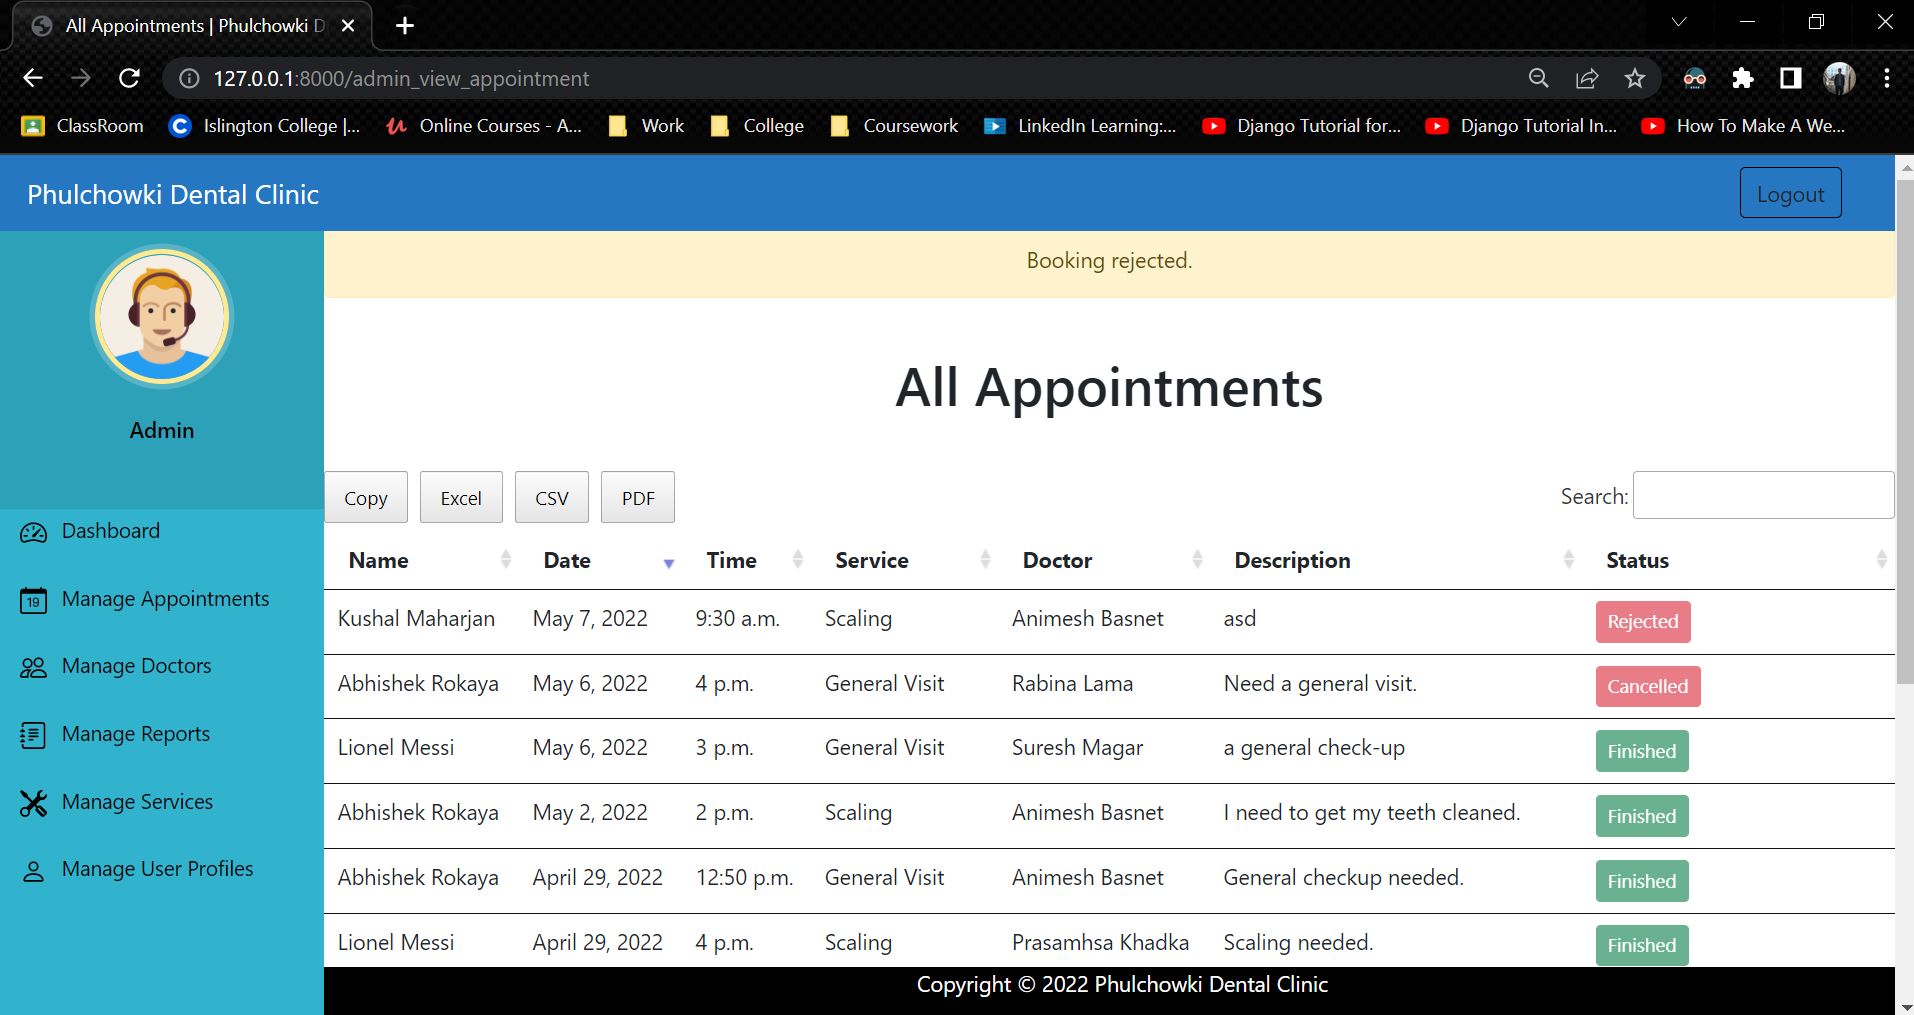 All Appointments | Phulchowki D
127.0.0.1:8000/admin_view_appointment
ClassRoom Islington College |... Online Courses - A... Work College Coursework LinkedIn Learning:... Django Tutorial for... Django Tutorial In... How To Make A We...
Phulchowki Dental Clinic Logout
Booking rejected.
Admin
All Appointments
Copy Excel CSV PDF Search:
Dashboard
19 Manage Appointments
Manage Doctors
Manage Reports
Manage Services
Manage User Profiles
Name Date Time Service Doctor Description Status
Kushal Maharjan May 7, 2022 9:30 a.m. Scaling Animesh Basnet asd Rejected
Abhishek Rokaya May 6, 2022 4 p.m. General Visit Rabina Lama Need a general visit. Cancelled
Lionel Messi May 6, 2022 3 p.m. General Visit Suresh Magar a general check-up Finished
Abhishek Rokaya May 2, 2022 2 p.m. Scaling Animesh Basnet I need to get my teeth cleaned. Finished
Abhishek Rokaya April 29, 2022 12:50 p.m. General Visit Animesh Basnet General checkup needed. Finished
Lionel Messi April 29, 2022 4 p.m. Scaling Prasamhsa Khadka Scaling needed. Finished
Copyright © 2022 Phulchowki Dental Clinic